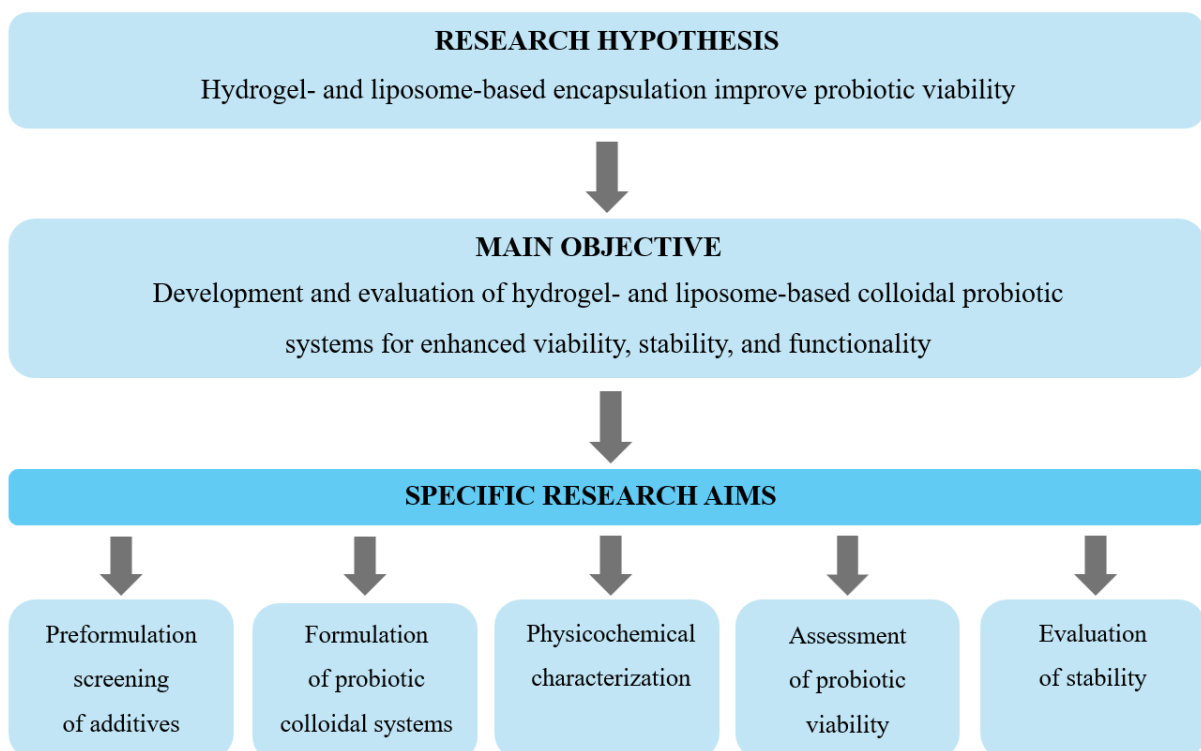 RESEARCH HYPOTHESIS
Hydrogel- and liposome-based encapsulation improve probiotic viability
MAIN OBJECTIVE
Development and evaluation of hydrogel- and liposome-based colloidal probiotic
systems for enhanced viability, stability, and functionality
SPECIFIC RESEARCH AIMS
Preformulation
screening
of additives
Formulation
of probiotic
colloidal systems
Physicochemical
characterization
Assessment
of probiotic
viability
Evaluation
of stability